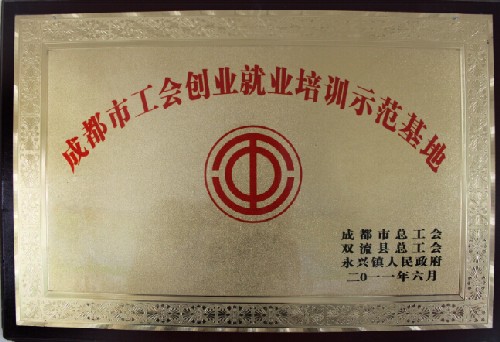 成都市工会创业就业培训示范基地
成都市总工会
双流县总工会
永兴镇人民政府
二〇一一年六月